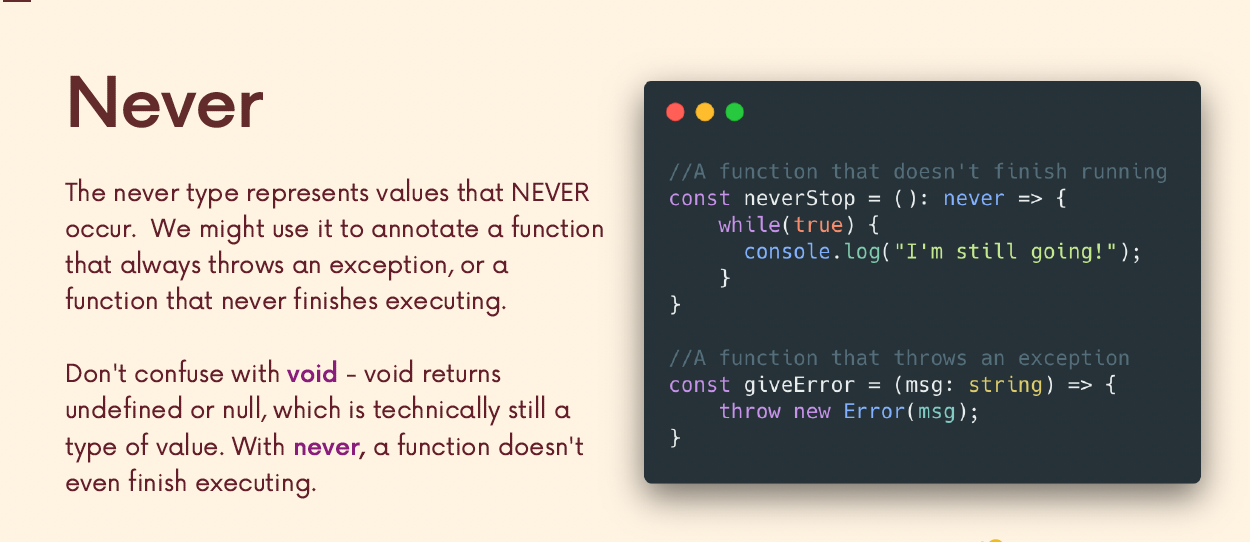 Never
The never type represents values that NEVER
occur.  We might use it to annotate a function
that always throws an exception, or a
function that never finishes executing.
Don't confuse with void - void returns
undefined or null, which is technically still a
type of value. With never, a function doesn't
even finish executing.
//A function that doesn't finish running
const neverStop = (): never => {
    while(true) {
      console.log("I'm still going!");
    }
}
//A function that throws an exception
const giveError = (msg: string) => {
    throw new Error(msg);
}